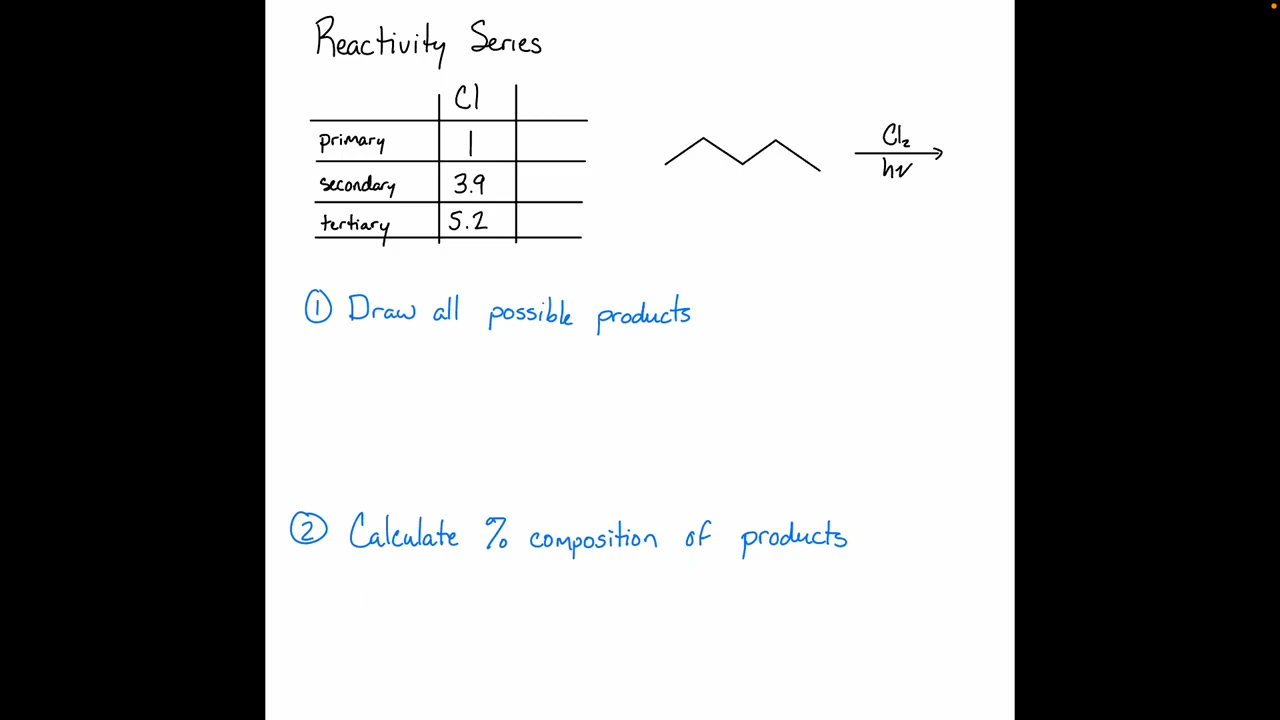 Reactivity Series
Cl
primary 1
secondary 3.9
tertiary 5.2
Cl₂
hν
① Draw all possible products
② Calculate % composition of products